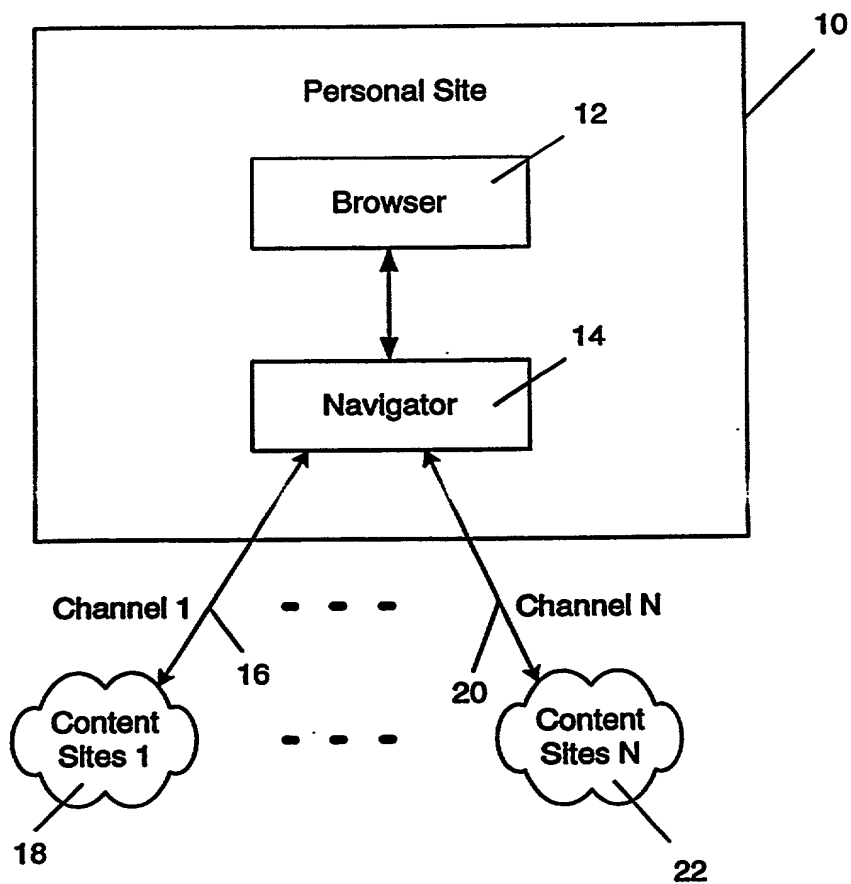 10
Personal Site
12
Browser
14
Navigator
Channel 1
Channel N
16
20
Content
Sites 1
Content
Sites N
18
22